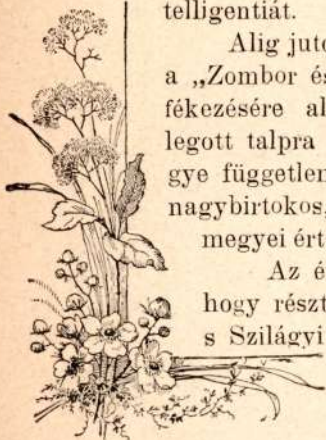 telligentiát.
Alig juto
a „Zombor és
fékezésére al
legott talpra
gye független
nagybirtokos,
megyei ért
Az é
hogy részt
s Szilágyi